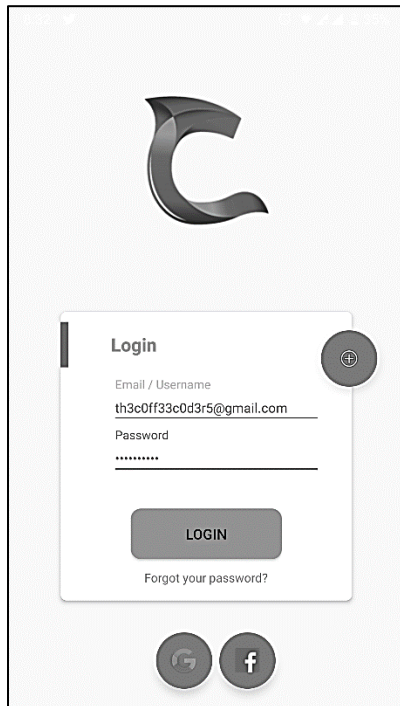 Login
Email / Username
th3c0ff33c0d3r5@gmail.com
Password
••••••••••
LOGIN
Forgot your password?